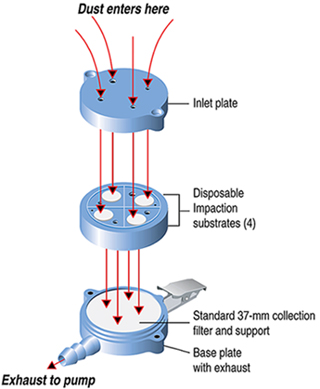 Dust enters here
Inlet plate
Disposable
Impaction
substrates (4)
Standard 37-mm collection
filter and support
Base plate
with exhaust
Exhaust to pump